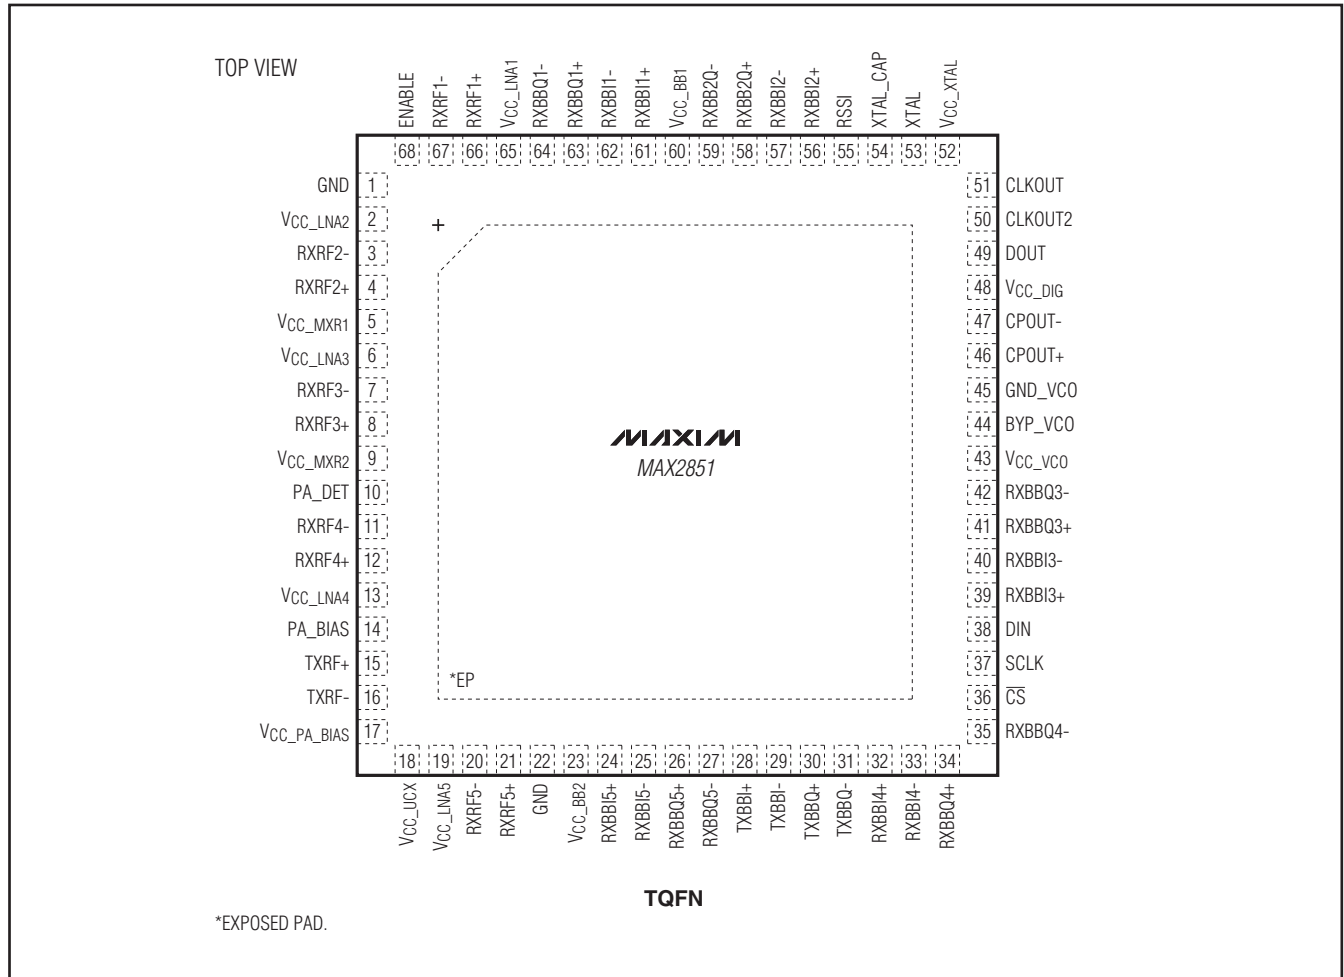 TOP VIEW
ENABLE
RXRF1-
RXRF1+
VCC_LNA1
RXBBQ1-
RXBBQ1+
RXBBI1-
RXBBI1+
VCC_BB1
RXBB2Q-
RXBB2Q+
RXBBI2-
RXBBI2+
RSSI
XTAL_CAP
XTAL
VCC_XTAL
68 67 66 65 64 63 62 61 60 59 58 57 56 55 54 53 52
GND 1
VCC_LNA2 2
RXRF2- 3
RXRF2+ 4
VCC_MXR1 5
VCC_LNA3 6
RXRF3- 7
RXRF3+ 8
VCC_MXR2 9
PA_DET 10
RXRF4- 11
RXRF4+ 12
VCC_LNA4 13
PA_BIAS 14
TXRF+ 15
TXRF- 16
VCC_PA_BIAS 17
+
MAXIM
MAX2851
*EP
51 CLKOUT
50 CLKOUT2
49 DOUT
48 VCC_DIG
47 CPOUT-
46 CPOUT+
45 GND_VCO
44 BYP_VCO
43 VCC_VCO
42 RXBBQ3-
41 RXBBQ3+
40 RXBBI3-
39 RXBBI3+
38 DIN
37 SCLK
36 C̅S̅
35 RXBBQ4-
18 19 20 21 22 23 24 25 26 27 28 29 30 31 32 33 34
VCC_UCX
VCC_LNA5
RXRF5-
RXRF5+
GND
VCC_BB2
RXBBI5+
RXBBI5-
RXBBQ5+
RXBBQ5-
TXBBI+
TXBBI-
TXBBQ+
TXBBQ-
RXBBI4+
RXBBI4-
RXBBQ4+
TQFN
*EXPOSED PAD.